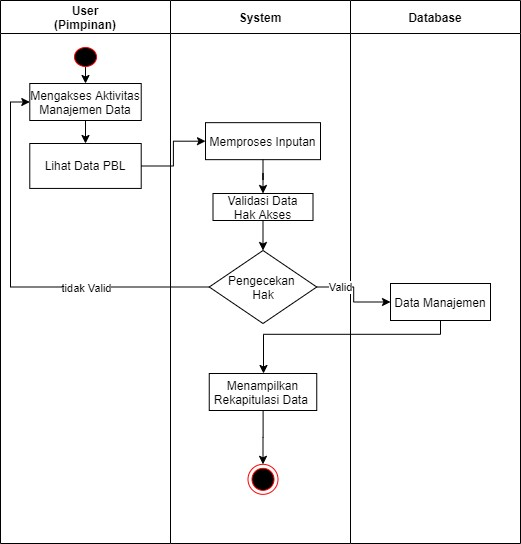 User
(Pimpinan)
System
Database
Mengakses Aktivitas
Manajemen Data
Lihat Data PBL
Memproses Inputan
Validasi Data
Hak Akses
Pengecekan
Hak
tidak Valid
Valid
Data Manajemen
Menampilkan
Rekapitulasi Data